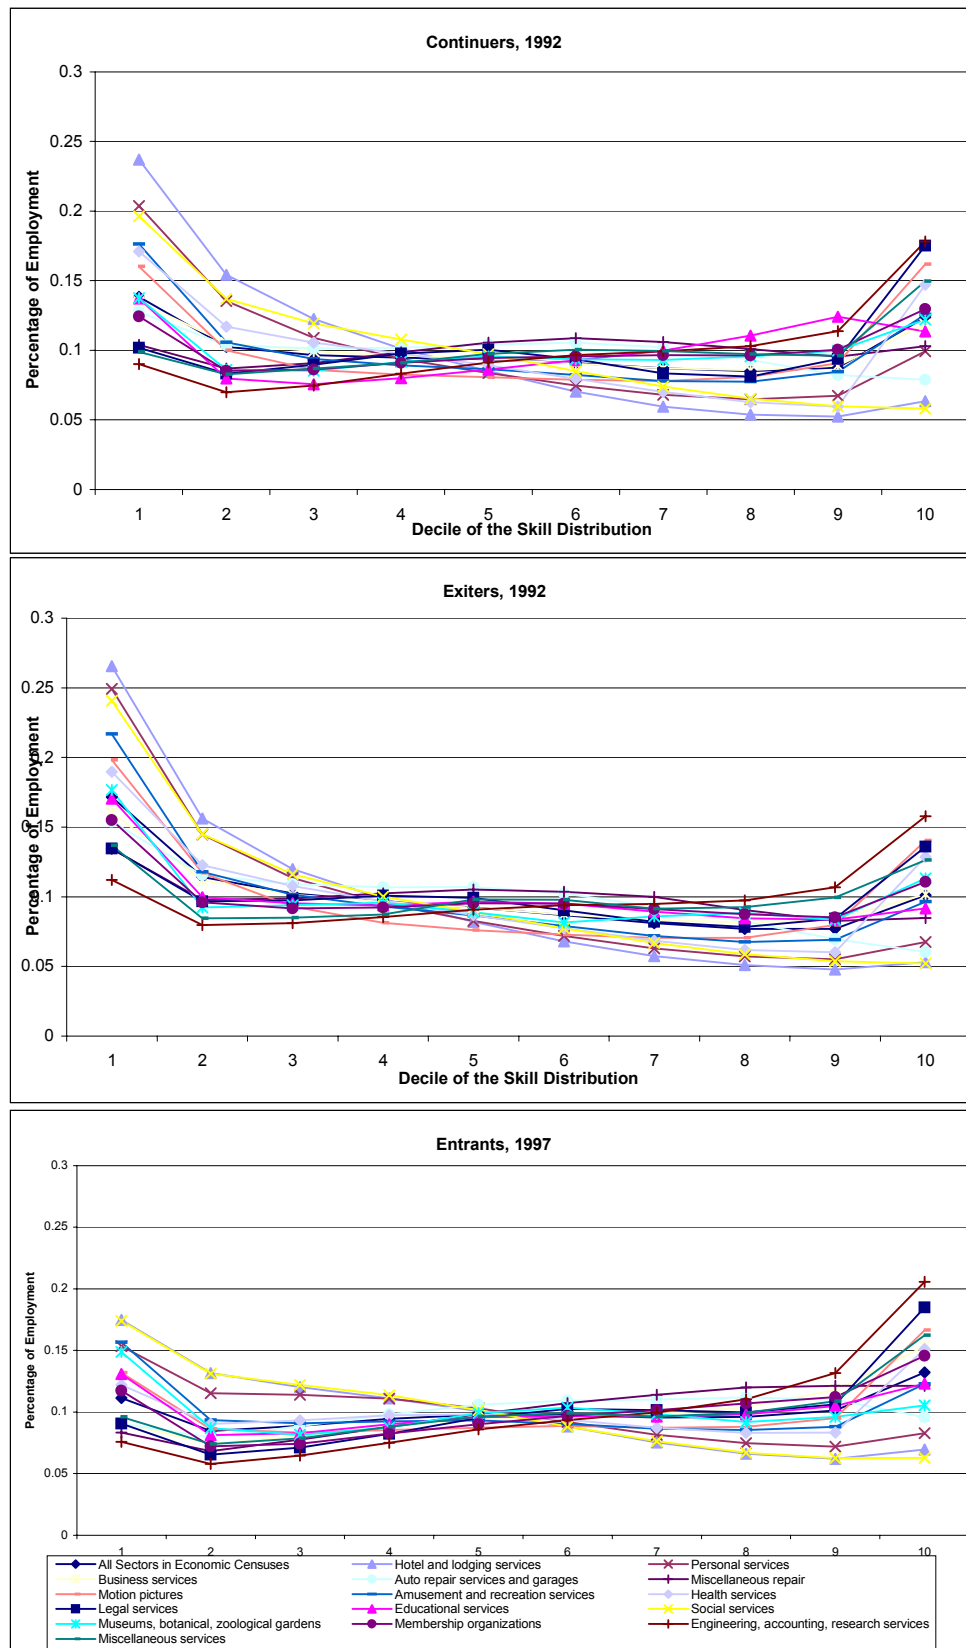 Continuers, 1992
Percentage of Employment
0.3
0.25
0.2
0.15
0.1
0.05
0
1 2 3 4 5 6 7 8 9 10
Decile of the Skill Distribution
Exiters, 1992
Percentage of Employment
0.3
0.25
0.2
0.15
0.1
0.05
0
1 2 3 4 5 6 7 8 9 10
Decile of the Skill Distribution
Entrants, 1997
Percentage of Employment
0.3
0.25
0.2
0.15
0.1
0.05
0
1 2 3 4 5 6 7 8 9 10
All Sectors in Economic Censuses Hotel and lodging services Personal services
Business services Auto repair services and garages Miscellaneous repair
Motion pictures Amusement and recreation services Health services
Legal services Educational services Social services
Museums, botanical, zoological gardens Membership organizations Engineering, accounting, research services
Miscellaneous services